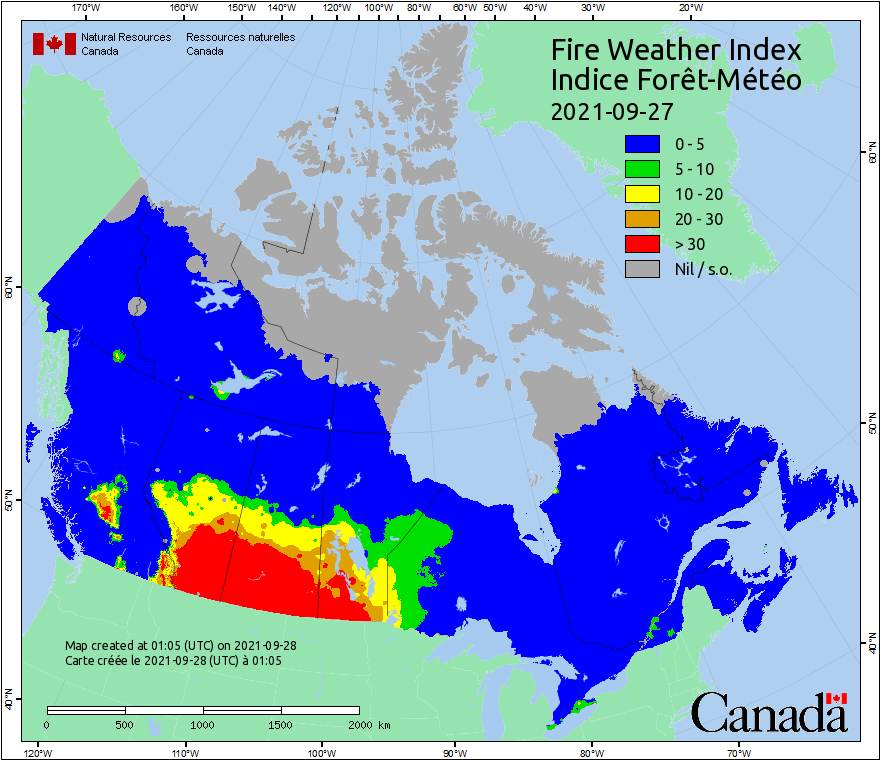 170°W 160°W 150°W 140°W 130°W 120°W 110°W 100°W 90°W 80°W 70°W 60°W 50°W 40°W 30°W 20°W
Natural Resources Ressources naturelles
Canada Canada
Fire Weather Index
Indice Forêt-Météo
2021-09-27
0 - 5
5 - 10
10 - 20
20 - 30
> 30
Nil / s.o.
60°N
60°N
50°N
50°N
40°N
40°N
Map created at 01:05 (UTC) on 2021-09-28
Carte créée le 2021-09-28 (UTC) à 01:05
0 500 1000 1500 2000 km
Canada
120°W 110°W 100°W 90°W 80°W 70°W